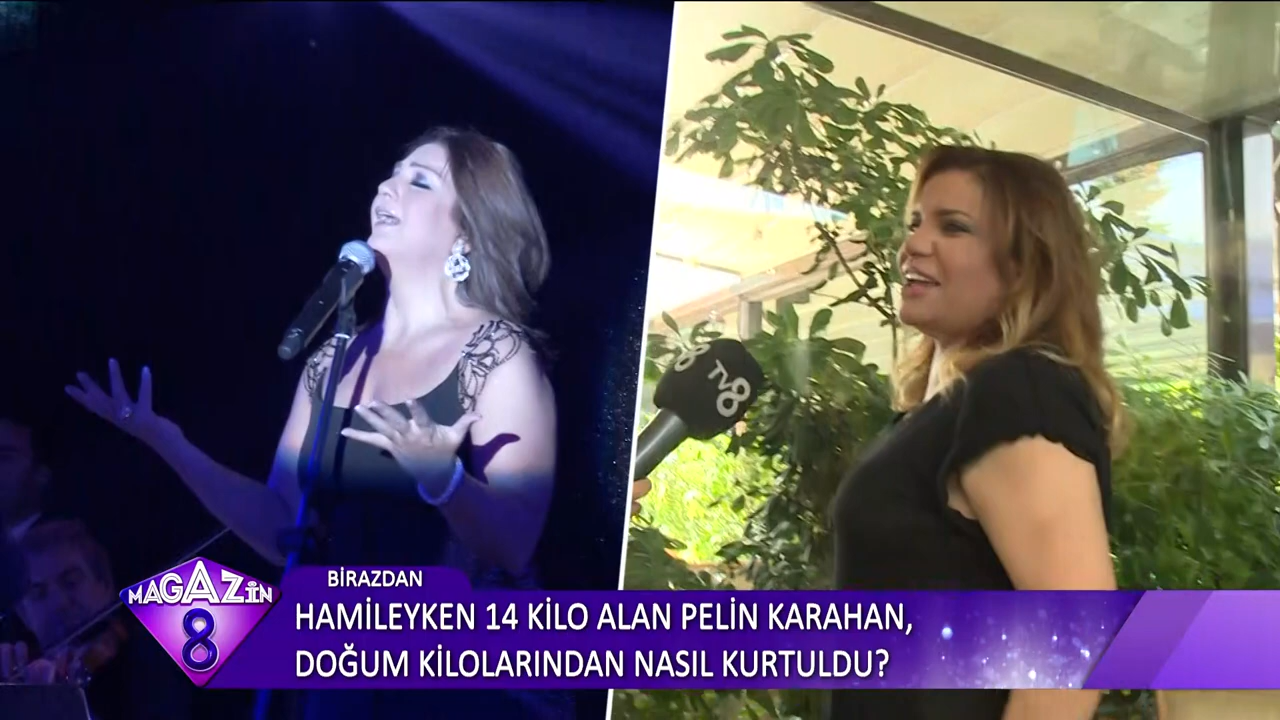 TV8
BİRAZDAN
MAGAZİN
8
HAMİLEYKEN 14 KİLO ALAN PELİN KARAHAN,
DOĞUM KİLOLARINDAN NASIL KURTULDU?